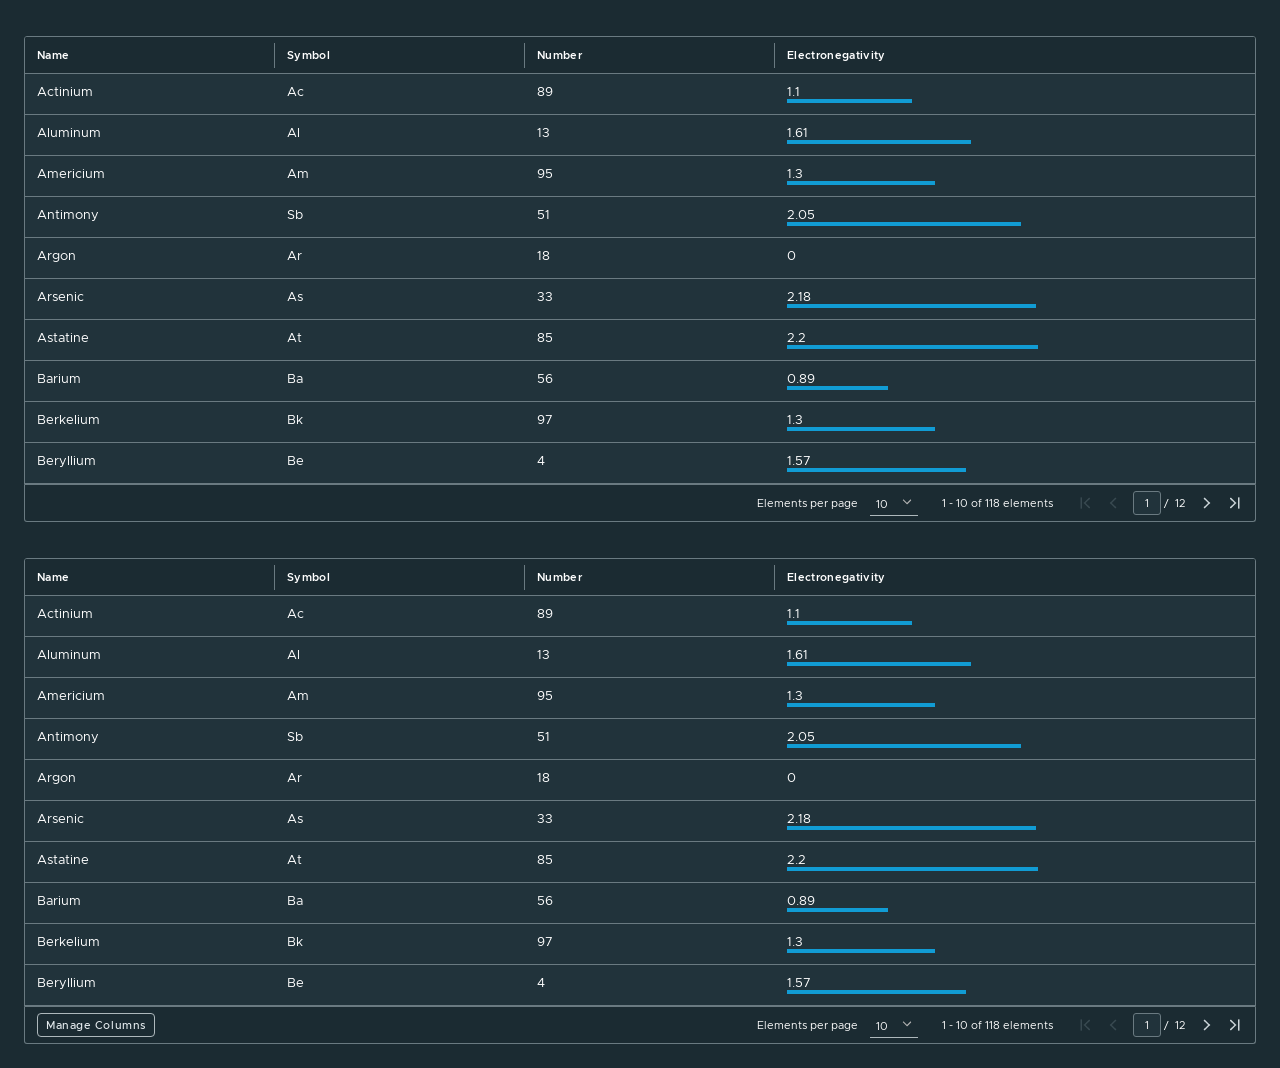 Name Symbol Number Electronegativity
Actinium Ac 89 1.1
Aluminum Al 13 1.61
Americium Am 95 1.3
Antimony Sb 51 2.05
Argon Ar 18 0
Arsenic As 33 2.18
Astatine At 85 2.2
Barium Ba 56 0.89
Berkelium Bk 97 1.3
Beryllium Be 4 1.57
Elements per page 10 1 - 10 of 118 elements 1 / 12
Name Symbol Number Electronegativity
Actinium Ac 89 1.1
Aluminum Al 13 1.61
Americium Am 95 1.3
Antimony Sb 51 2.05
Argon Ar 18 0
Arsenic As 33 2.18
Astatine At 85 2.2
Barium Ba 56 0.89
Berkelium Bk 97 1.3
Beryllium Be 4 1.57
Manage Columns Elements per page 10 1 - 10 of 118 elements 1 / 12